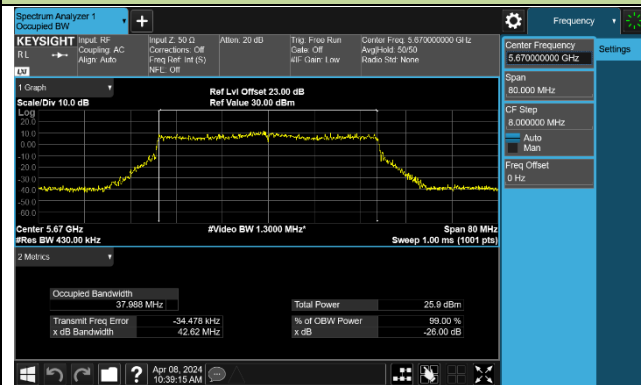 Spectrum Analyzer 1
Occupied BW
Frequency
KEYSIGHT
RL
LXI
Input: RF
Coupling: AC
Align: Auto
Input Z: 50 Ω
Corrections: Off
Freq Ref: Int (S)
NFE: Off
Atten: 20 dB
Trig: Free Run
Gate: Off
#IF Gain: Low
Center Freq: 5.670000000 GHz
Avg|Hold: 50/50
Radio Std: None
Center Frequency
5.670000000 GHz
Settings
Span
80.000 MHz
CF Step
8.000000 MHz
Auto
Man
Freq Offset
0 Hz
1 Graph
Scale/Div 10.0 dB
Ref Lvl Offset 23.00 dB
Ref Value 30.00 dBm
Log
20.0
10.0
0.00
-10.0
-20.0
-30.0
-40.0
-50.0
-60.0
Center 5.67 GHz
#Res BW 430.00 kHz
#Video BW 1.3000 MHz*
Span 80 MHz
Sweep 1.00 ms (1001 pts)
2 Metrics
Occupied Bandwidth
37.988 MHz
Total Power 25.9 dBm
Transmit Freq Error -34.478 kHz
% of OBW Power 99.00 %
x dB Bandwidth 42.62 MHz
x dB -26.00 dB
?
Apr 08, 2024
10:39:15 AM